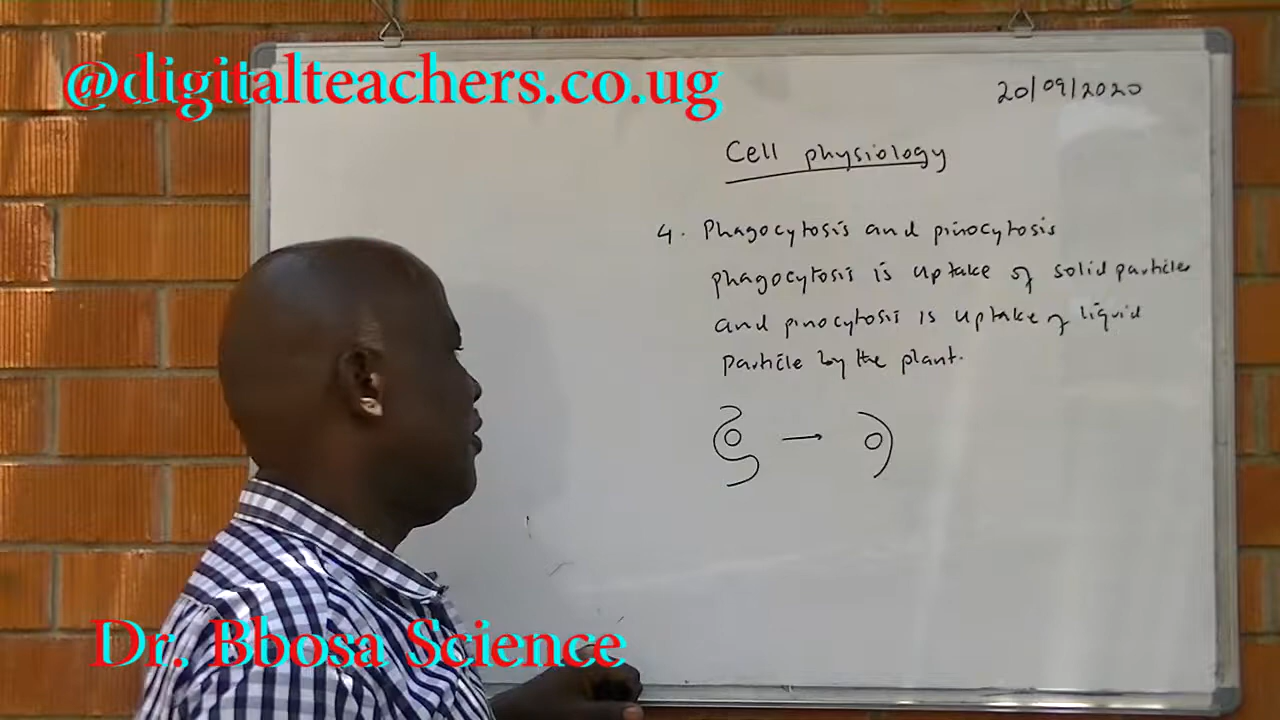 @digitalteachers.co.ug
20/09/2020
Cell physiology
4. Phagocytosis and pinocytosis
phagocytosis is uptake of solid particles
and pinocytosis is uptake of liquid
particle by the plant.
Dr. Bbosa Science